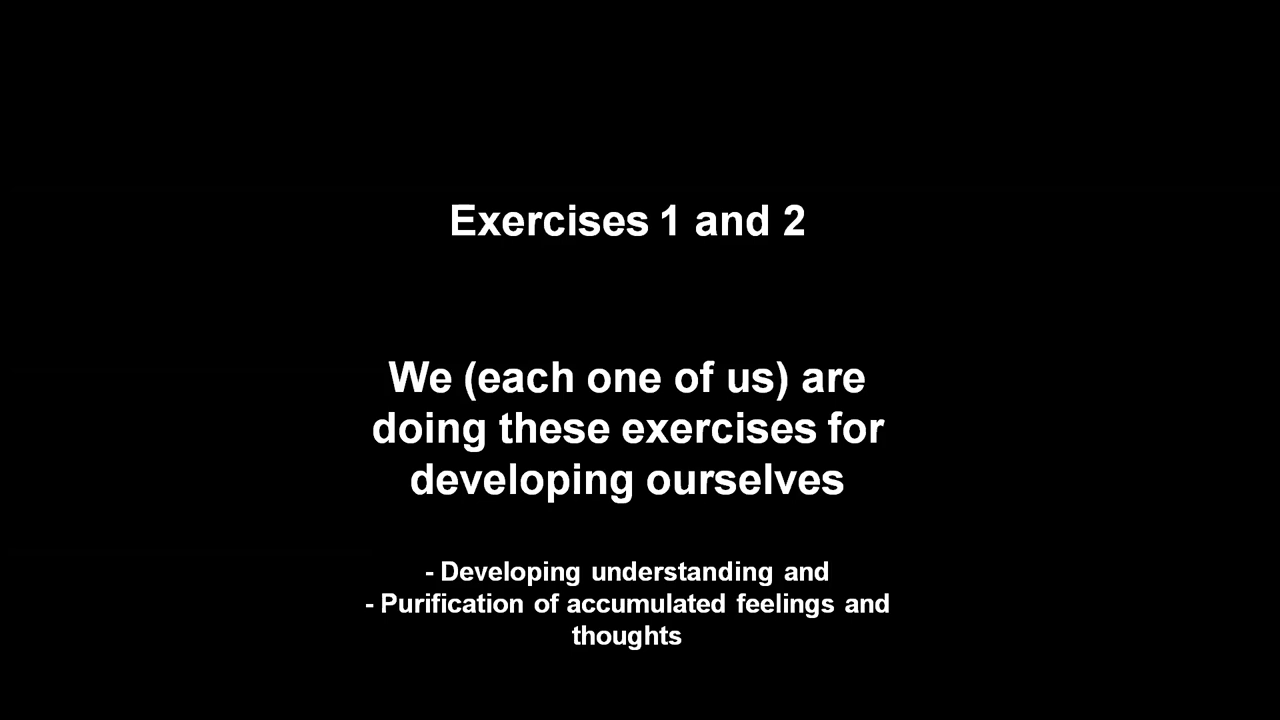 Exercises 1 and 2
We (each one of us) are
doing these exercises for
developing ourselves
- Developing understanding and
- Purification of accumulated feelings and
thoughts